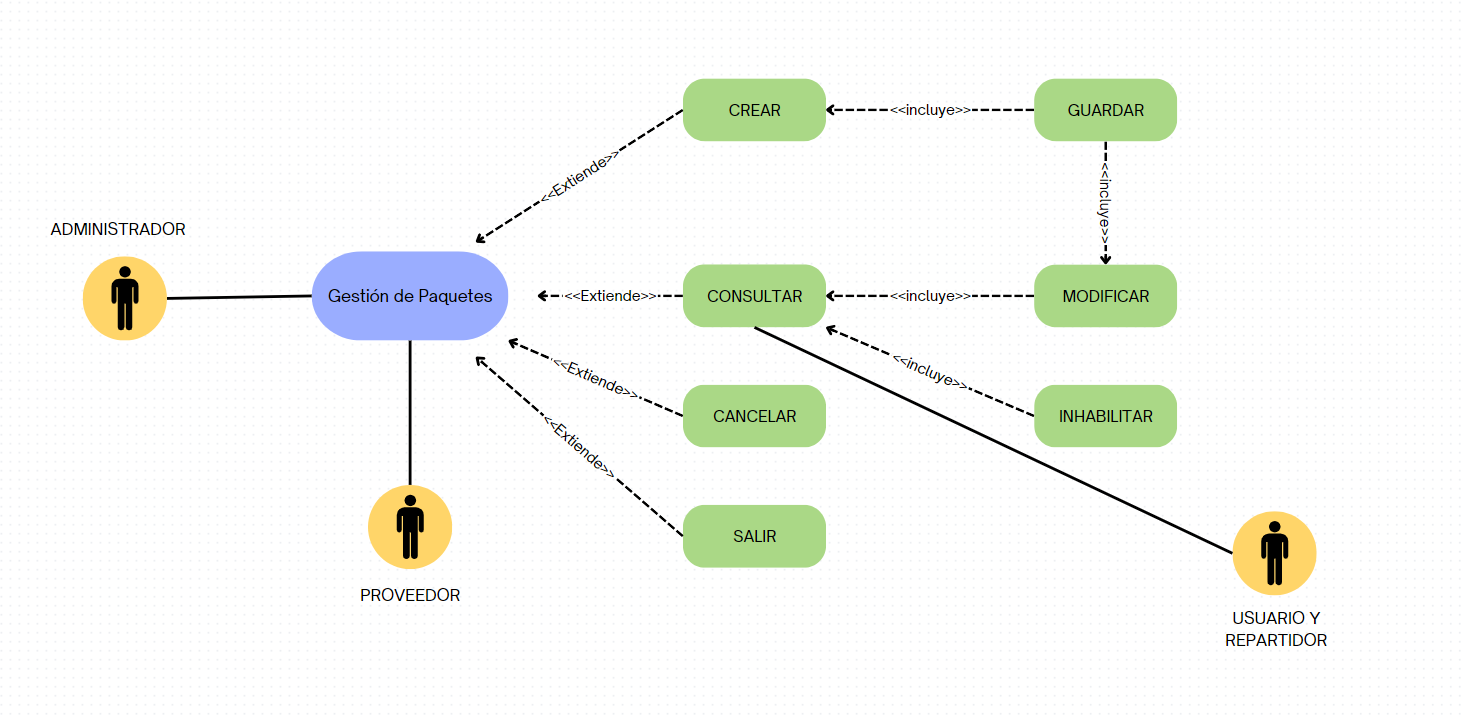 CREAR
<<incluye>>
GUARDAR
<<Extiende>>
<<incluye>>
ADMINISTRADOR
Gestión de Paquetes
<<Extiende>>
CONSULTAR
<<incluye>>
MODIFICAR
<<Extiende>>
<<incluye>>
CANCELAR
INHABILITAR
<<Extiende>>
SALIR
PROVEEDOR
USUARIO Y
REPARTIDOR